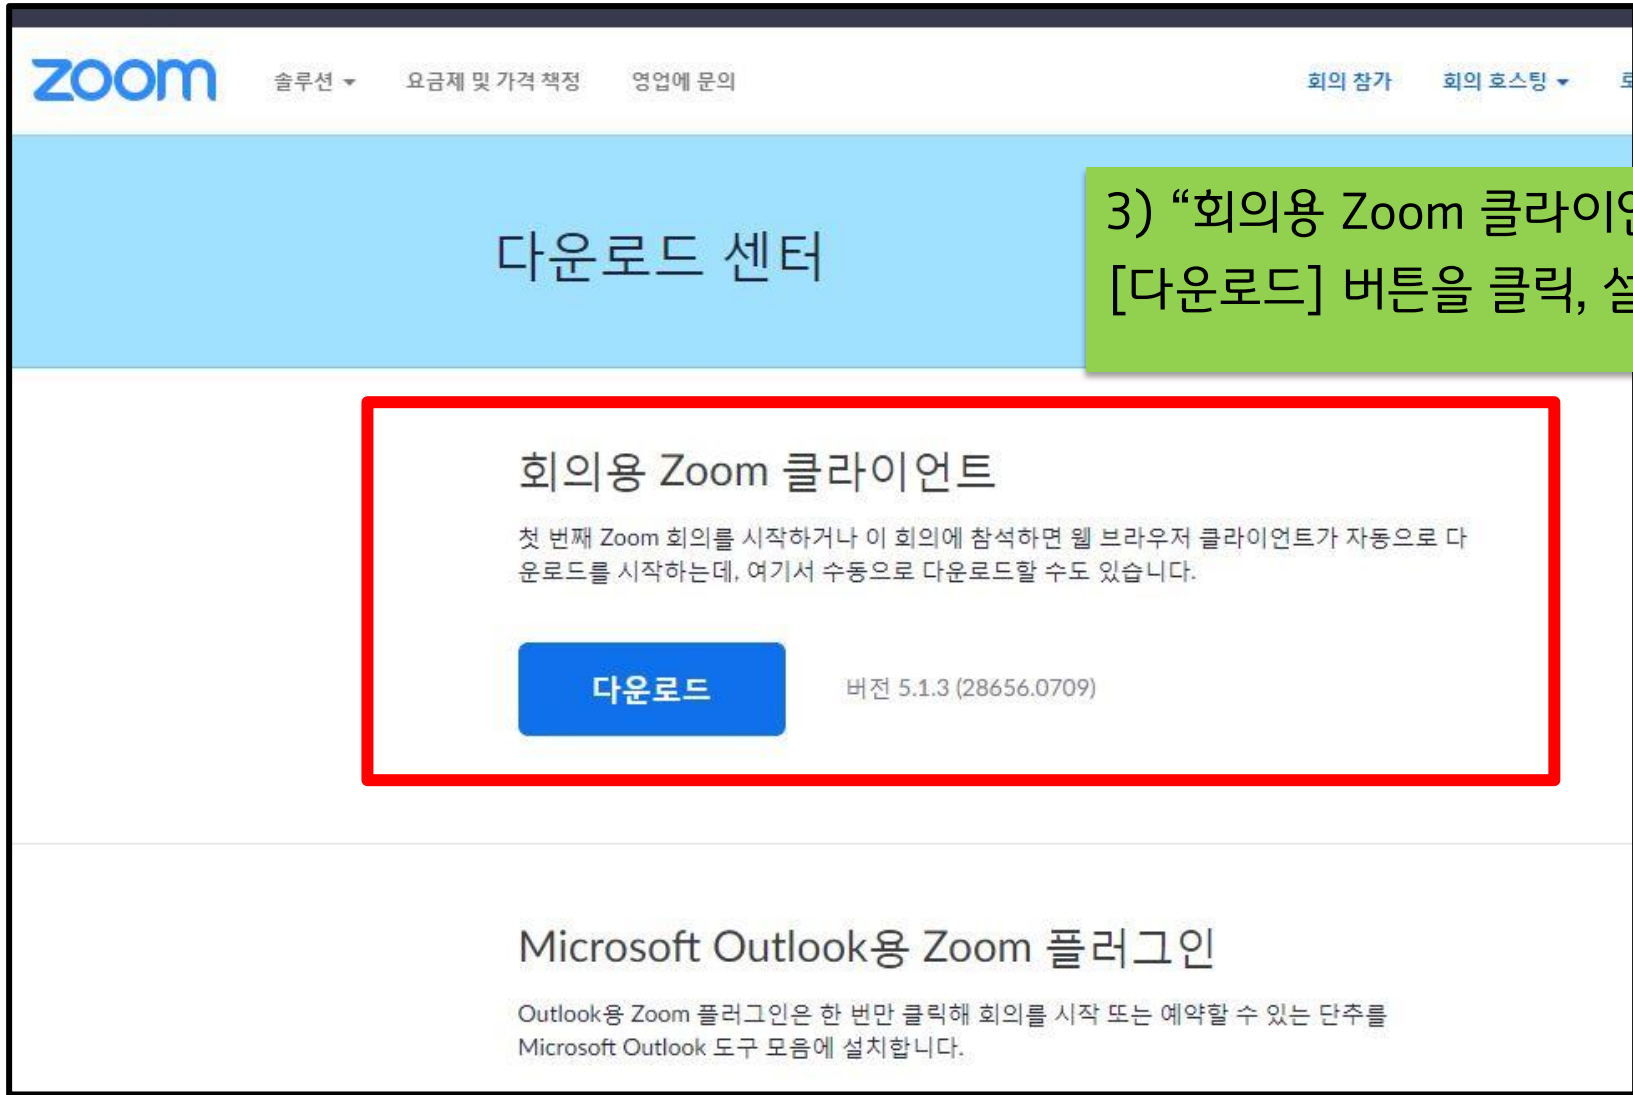 zoom 솔루션 요금제 및 가격 책정 영업에 문의 회의 참가 회의 호스팅
다운로드 센터
3) “회의용 Zoom
[다운로드] 버튼을 클릭,
회의용 Zoom 클라이언트
첫 번째 Zoom 회의를 시작하거나 이 회의에 참석하면 웹 브라우저 클라이언트가 자동으로 다
운로드를 시작하는데, 여기서 수동으로 다운로드할 수도 있습니다.
다운로드 버전 5.1.3 (28656.0709)
Microsoft Outlook용 Zoom 플러그인
Outlook용 Zoom 플러그인은 한 번만 클릭해 회의를 시작 또는 예약할 수 있는 단추를
Microsoft Outlook 도구 모음에 설치합니다.